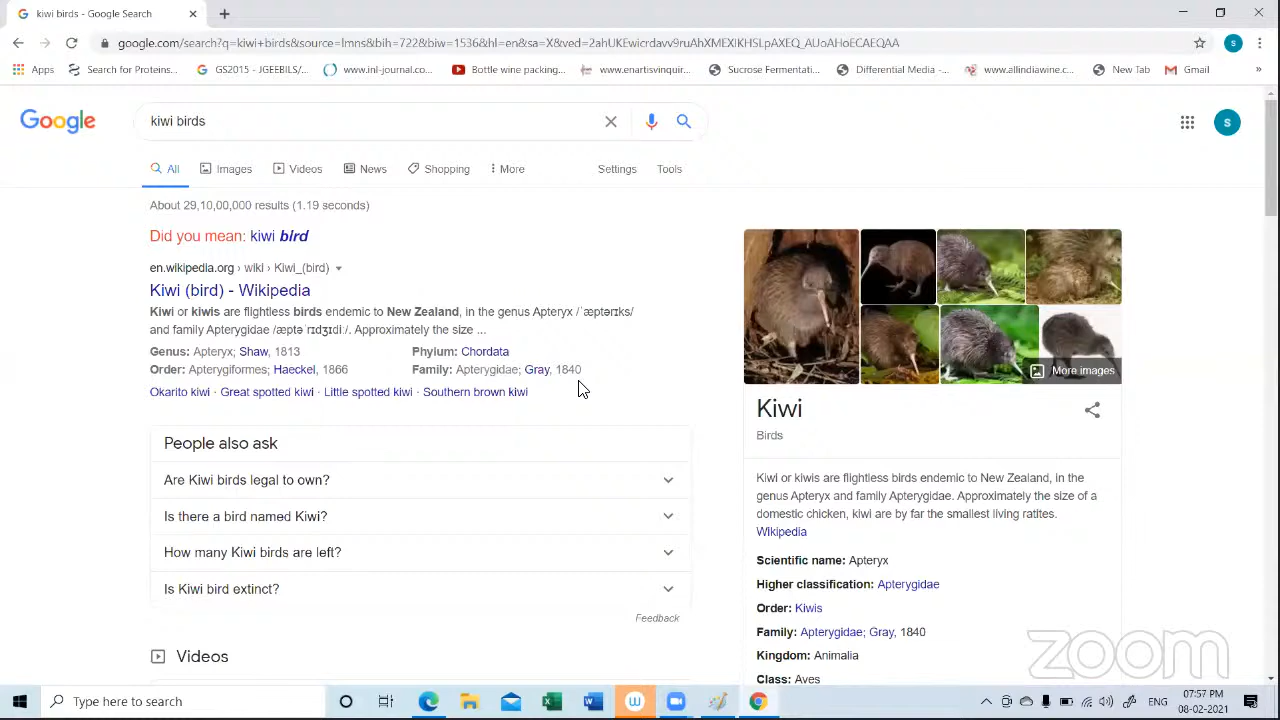 kiwi birds - Google Search
google.com/search?q=kiwi+birds&source=lmns&bih=722&biw=1536&hl=en&sa=X&ved=2ahUKEwicrdavv9ruAhXMEXIKHSLpAXEQ_AUoAHoECAEQAA
S
Apps
Search for Proteins...
GS2015 - JGEEBILS/...
www.inl-journal.co...
Bottle wine packing...
www.enartisvinquir...
Sucrose Fermentati...
Differential Media -...
www.allindiawine.c...
New Tab
Gmail
»
Google
kiwi birds
S
All
Images
Videos
News
Shopping
More
Settings
Tools
About 29,10,00,000 results (1.19 seconds)
Did you mean: kiwi bird
en.wikipedia.org › wiki › Kiwi_(bird)
Kiwi (bird) - Wikipedia
Kiwi or kiwis are flightless birds endemic to New Zealand, in the genus Apteryx /ˈæptərɪks/
and family Apterygidae /æptəˈrɪdʒɪdiː/. Approximately the size ...
Genus: Apteryx; Shaw, 1813
Phylum: Chordata
Order: Apterygiformes; Haeckel, 1866
Family: Apterygidae; Gray, 1840
Okarito kiwi · Great spotted kiwi · Little spotted kiwi · Southern brown kiwi
People also ask
Are Kiwi birds legal to own?
Is there a bird named Kiwi?
How many Kiwi birds are left?
Is Kiwi bird extinct?
Feedback
Videos
More images
Kiwi
Birds
Kiwi or kiwis are flightless birds endemic to New Zealand, in the
genus Apteryx and family Apterygidae. Approximately the size of a
domestic chicken, kiwi are by far the smallest living ratites.
Wikipedia
Scientific name: Apteryx
Higher classification: Apterygidae
Order: Kiwis
Family: Apterygidae; Gray, 1840
Kingdom: Animalia
Class: Aves
zoom
Type here to search
07:57 PM
08-02-2021